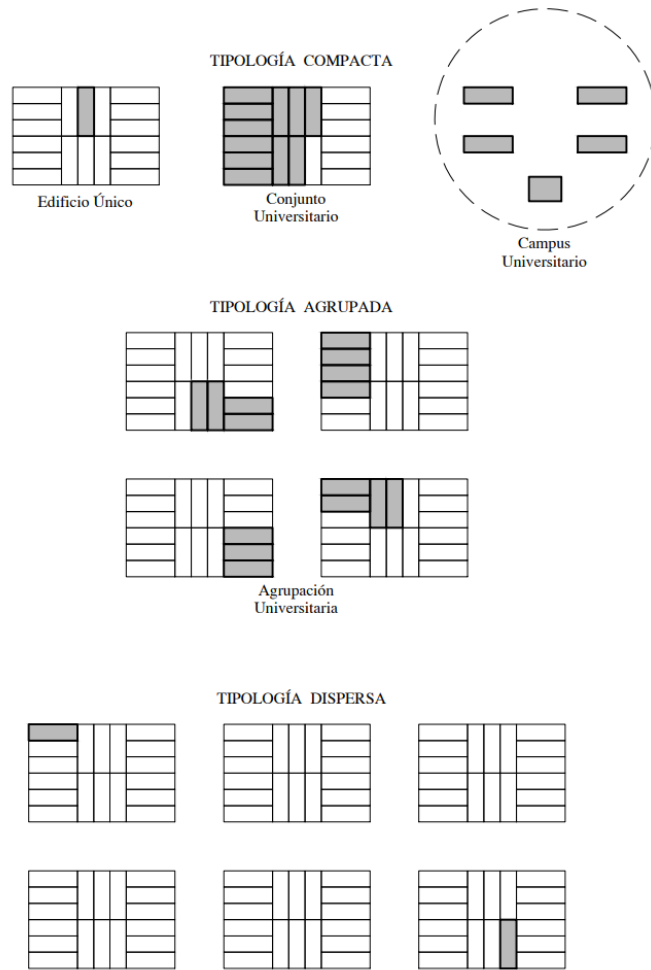 TIPOLOGÍA COMPACTA
Edificio Único
Conjunto
Universitario
Campus
Universitario
TIPOLOGÍA AGRUPADA
Agrupación
Universitaria
TIPOLOGÍA DISPERSA